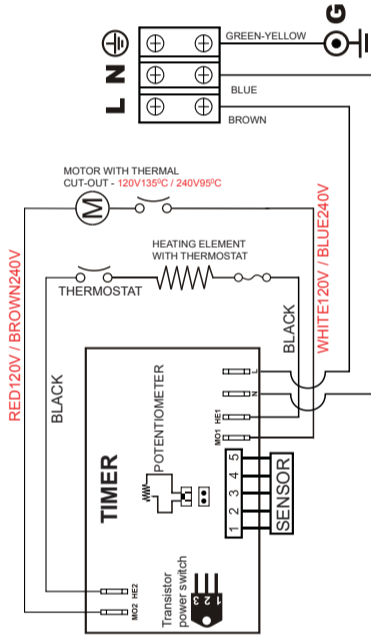 G
GREEN-YELLOW
L N
BLUE
BROWN
MOTOR WITH THERMAL
CUT-OUT - 120V135ºC / 240V95ºC
M
HEATING ELEMENT
WITH THERMOSTAT
THERMOSTAT
RED120V / BROWN240V
BLACK
BLACK
WHITE120V / BLUE240V
TIMER
POTENTIOMETER
L
N
HE1
MO1
1 2 3 4 5
SENSOR
Transistor
power switch
1 2 3
HE2
MO2